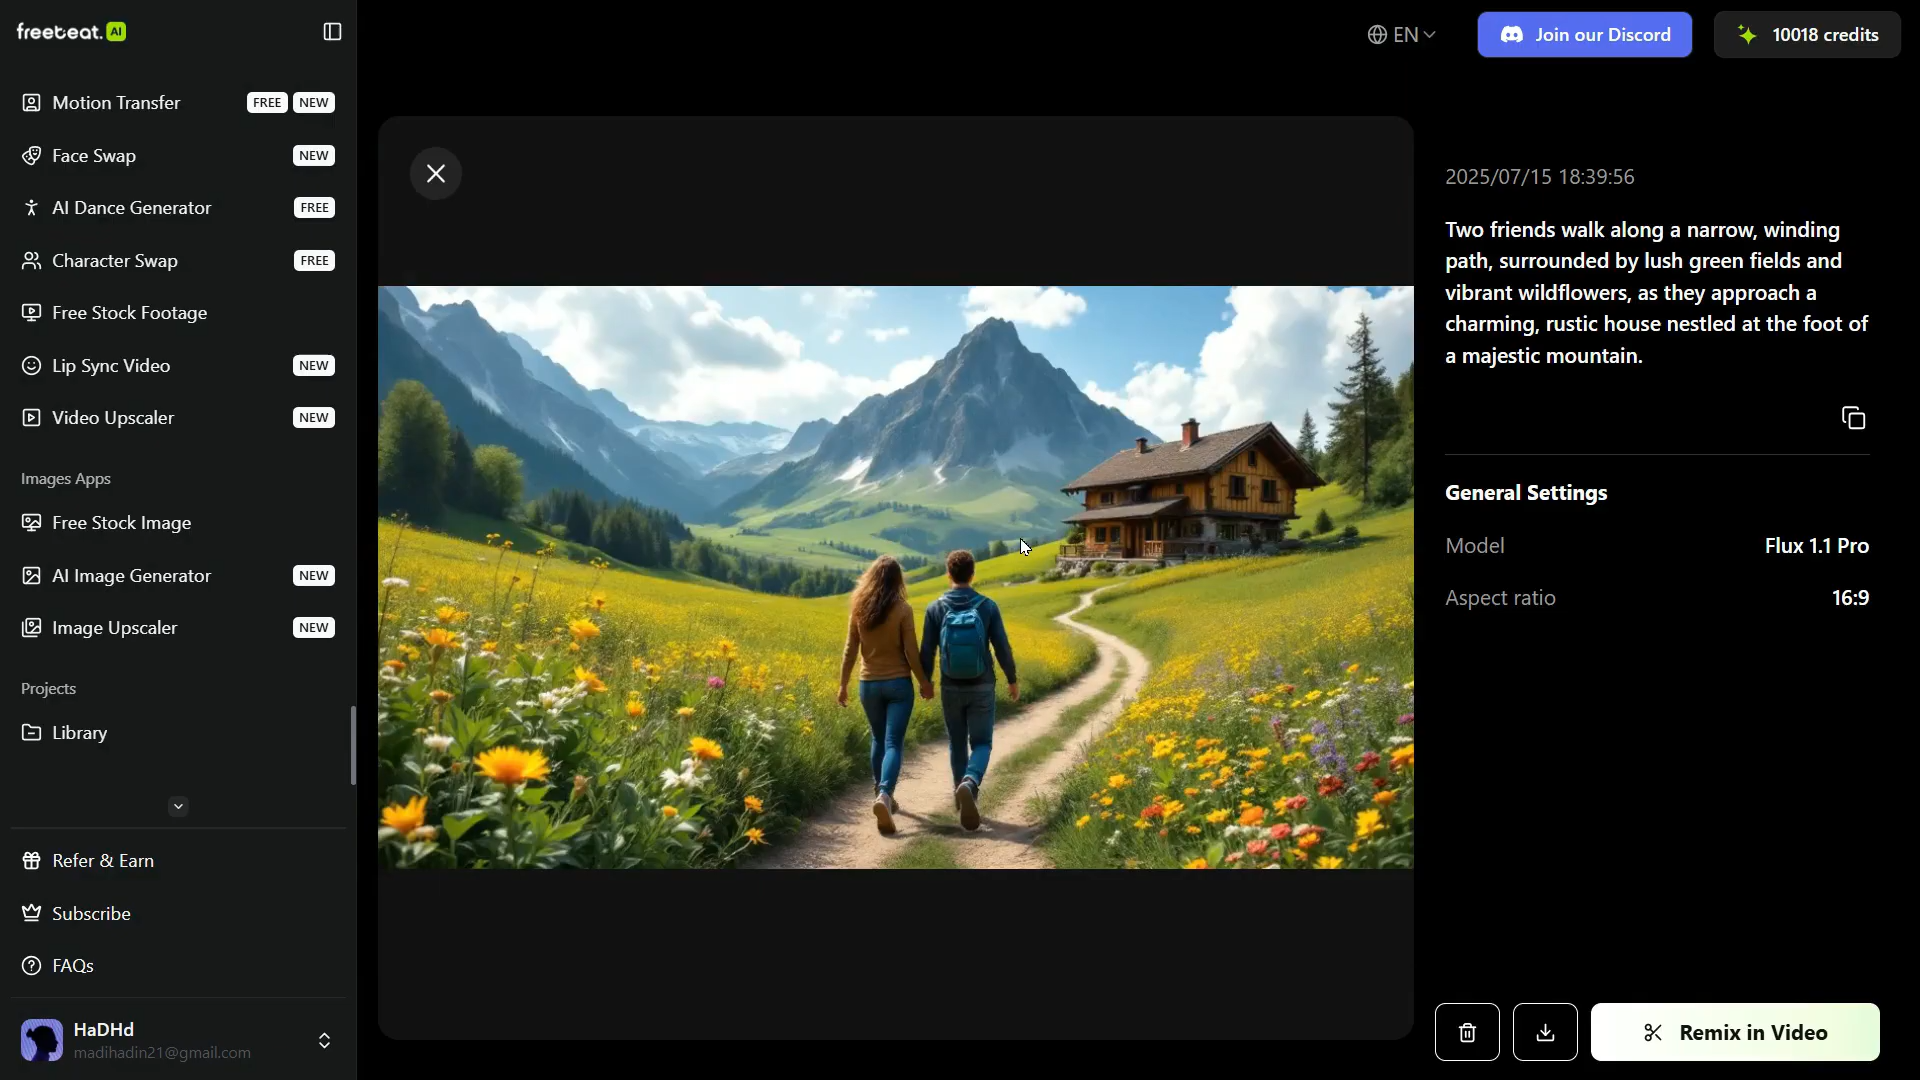 freebeat. AI
Motion Transfer FREE NEW
Face Swap NEW
AI Dance Generator FREE
Character Swap FREE
Free Stock Footage
Lip Sync Video NEW
Video Upscaler NEW
Images Apps
Free Stock Image
AI Image Generator NEW
Image Upscaler NEW
Projects
Library
Refer & Earn
Subscribe
FAQs
HaDHd
madihadin21@gmail.com
EN
Join our Discord
10018 credits
2025/07/15 18:39:56
Two friends walk along a narrow, winding
path, surrounded by lush green fields and
vibrant wildflowers, as they approach a
charming, rustic house nestled at the foot of
a majestic mountain.
General Settings
Model Flux 1.1 Pro
Aspect ratio 16:9
Remix in Video